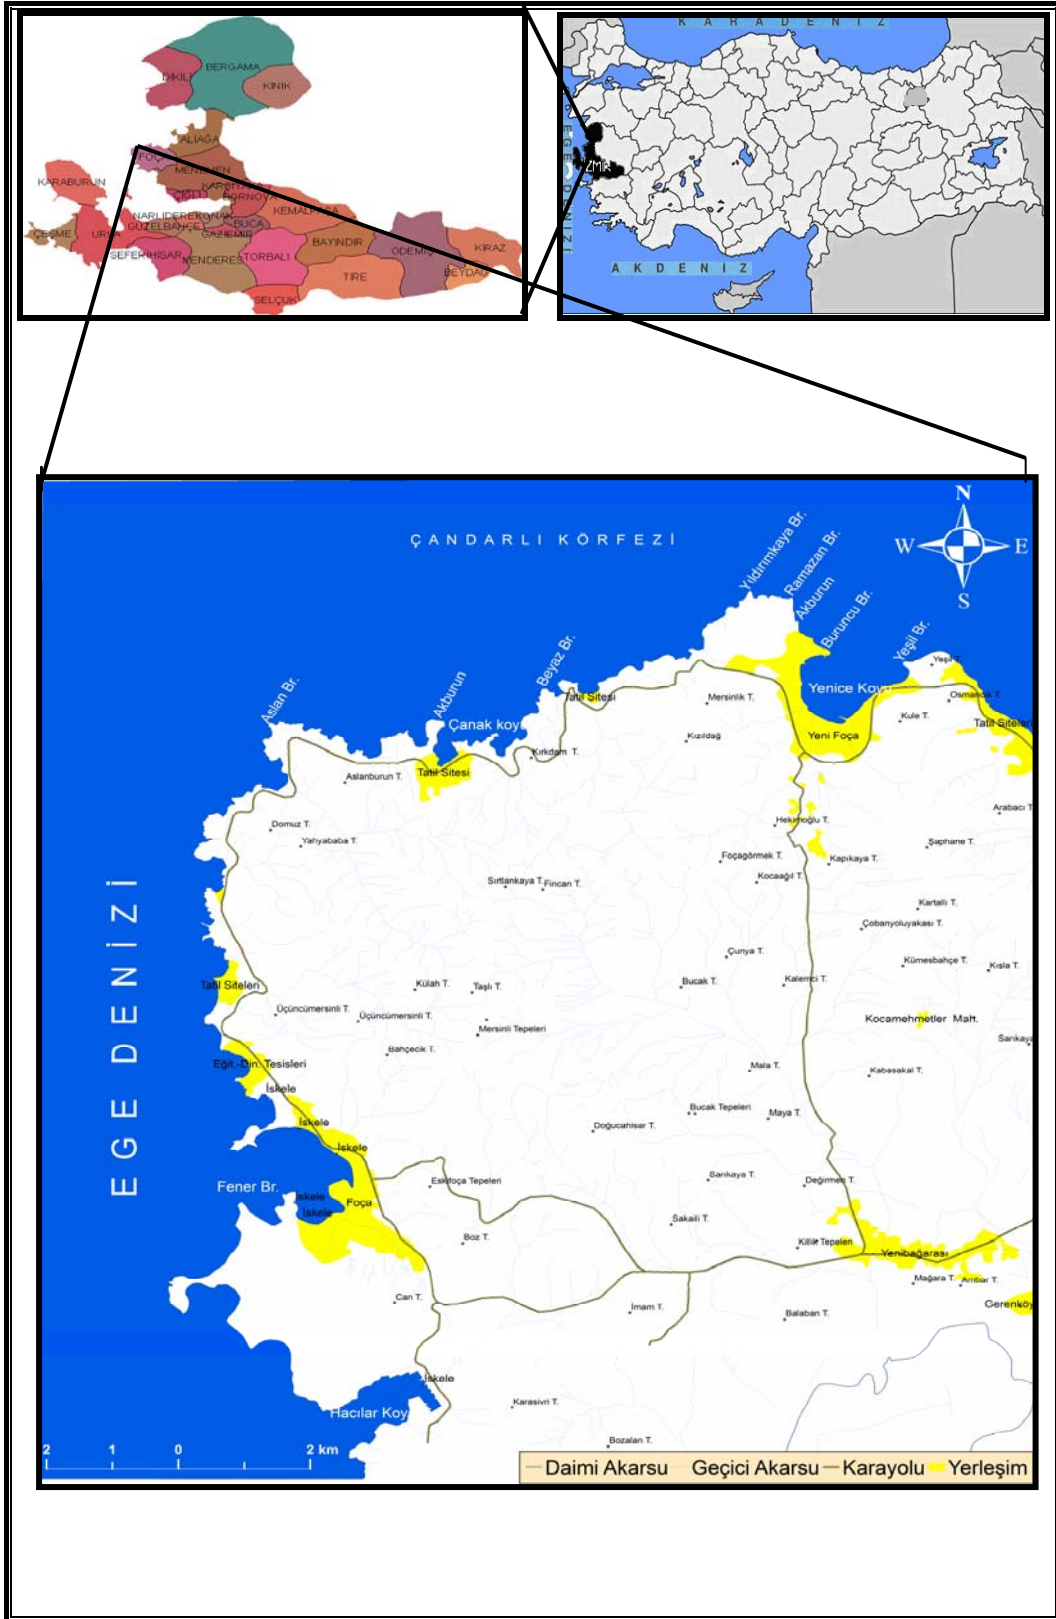 DİKİLİ
BERGAMA
KINIK
ALİAĞA
FOÇA
MENEMEN
KARABURUN
ÇİĞLİ
BORNOVA
KEMALPAŞA
NARLIDERE
KONAK
GÜZELBAHÇE
BUCA
ÇEŞME
URLA
GAZİEMİR
SEFERİHİSAR
MENDERES
TORBALI
BAYINDIR
ÖDEMİŞ
KİRAZ
BEYDAĞ
TİRE
SELÇUK
KARADENİZ
EGE DENİZİ
İZMİR
AKDENİZ
ÇANDARLI KÖRFEZİ
N
W
E
S
Yıldırımkaya Br.
Ramazan Br.
Akburun
Buruncu Br.
Yeşil Br.
Beyaz Br.
Akburun
Aslan Br.
Yeşil T.
Yenice Koyu
Tatil Sitesi
Mersinlik T.
Osmancık T.
Çanak koyu
Kule T.
Tatil Siteleri
Kızıldağ
Yeni Foça
Kırkdam T.
Tatil Sitesi
Aslanburun T.
Arabacı T
Domuz T.
Hekimoğlu T.
Yahyababa T.
Şaphane T.
Foçagörmek T.
Kapıkaya T.
Sırtlankaya T.
Fincan T.
Kocaağıl T.
Kartallı T.
Çobanyoluyakası T.
Çunya T.
Kümesbahçe T.
Kışla T.
Tatil Siteleri
Külah T.
Taşlı T.
Bucak T.
Kalemci T.
Üçüncümersinli T.
Üçüncümersinli T.
Kocamehmetler Mah.
Mersinli Tepeleri
Sarıkaya
Bahçecik T.
Eğit.-Din. Tesisleri
Mala T.
Kabasakal T.
İskele
Bucak Tepeleri
Maya T.
İskele
Doğucahisar T.
EGE DENİZİ
İskele
Sarıkaya T.
Değirmen T.
Eskifoça Tepeleri
Fener Br.
İskele
Foça
İskele
Sakallı T.
Boz T.
Killik Tepeleri
Yenibağarası
Mağara T.
Ambar T.
Can T.
İmam T.
Balaban T.
Gerenköy
İskele
Karasivri T.
Hacılar Koy
Bozalan T.
2 1 0 2 km
Daimi Akarsu Geçici Akarsu Karayolu Yerleşim